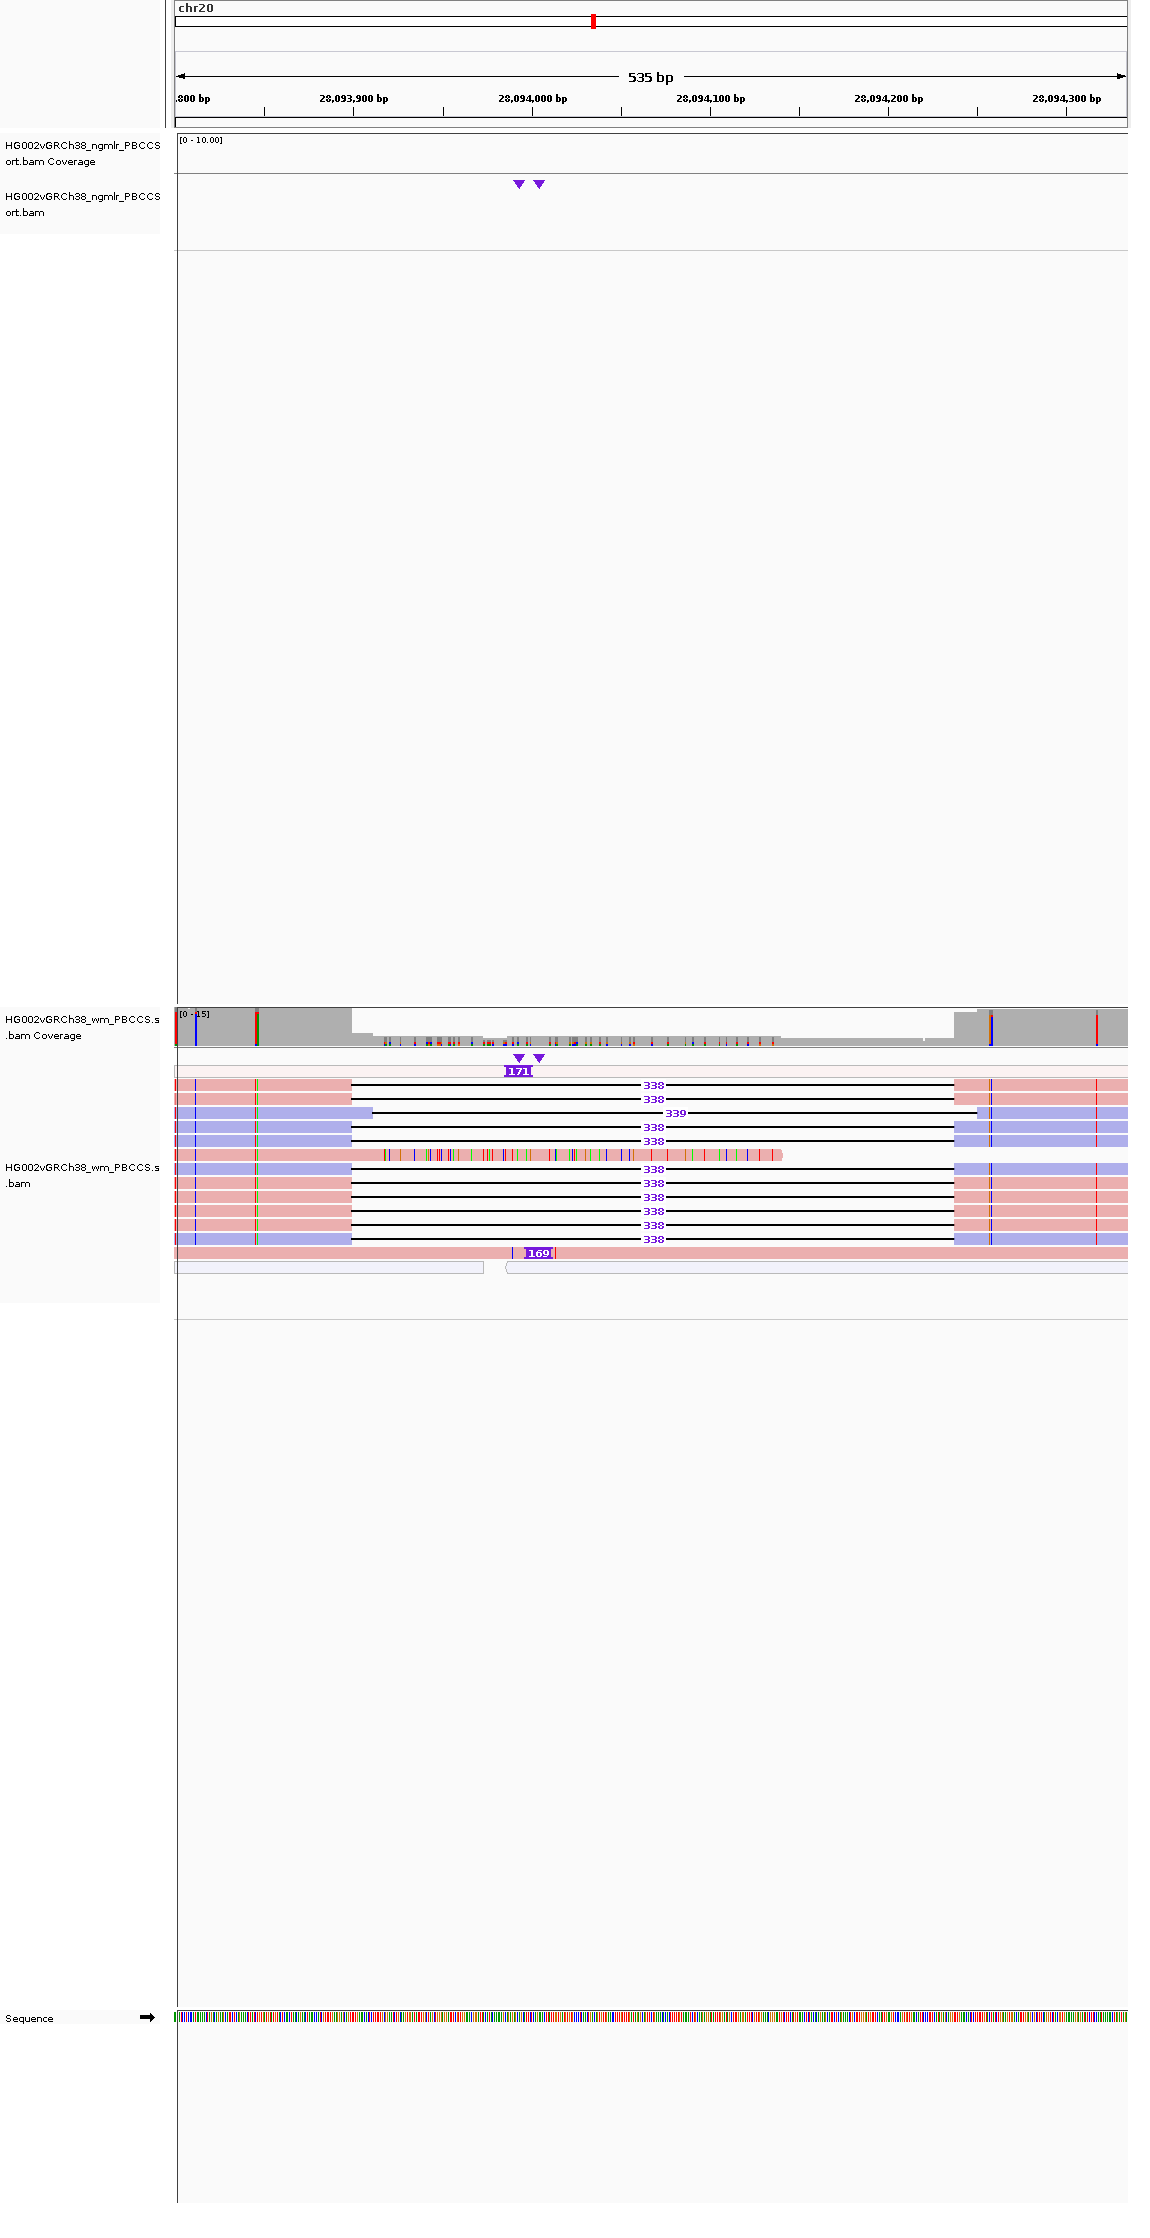 chr20
535 bp
.800 bp 28,093,900 bp 28,094,000 bp 28,094,100 bp 28,094,200 bp 28,094,300 bp
HG002vGRCh38_ngmlr_PBCCS
ort.bam Coverage
[0 - 10.00]
HG002vGRCh38_ngmlr_PBCCS
ort.bam
HG002vGRCh38_wm_PBCCS.s
.bam Coverage
[0 - 15]
171
338
338
339
338
338
HG002vGRCh38_wm_PBCCS.s
.bam
338
338
338
338
338
338
169
Sequence